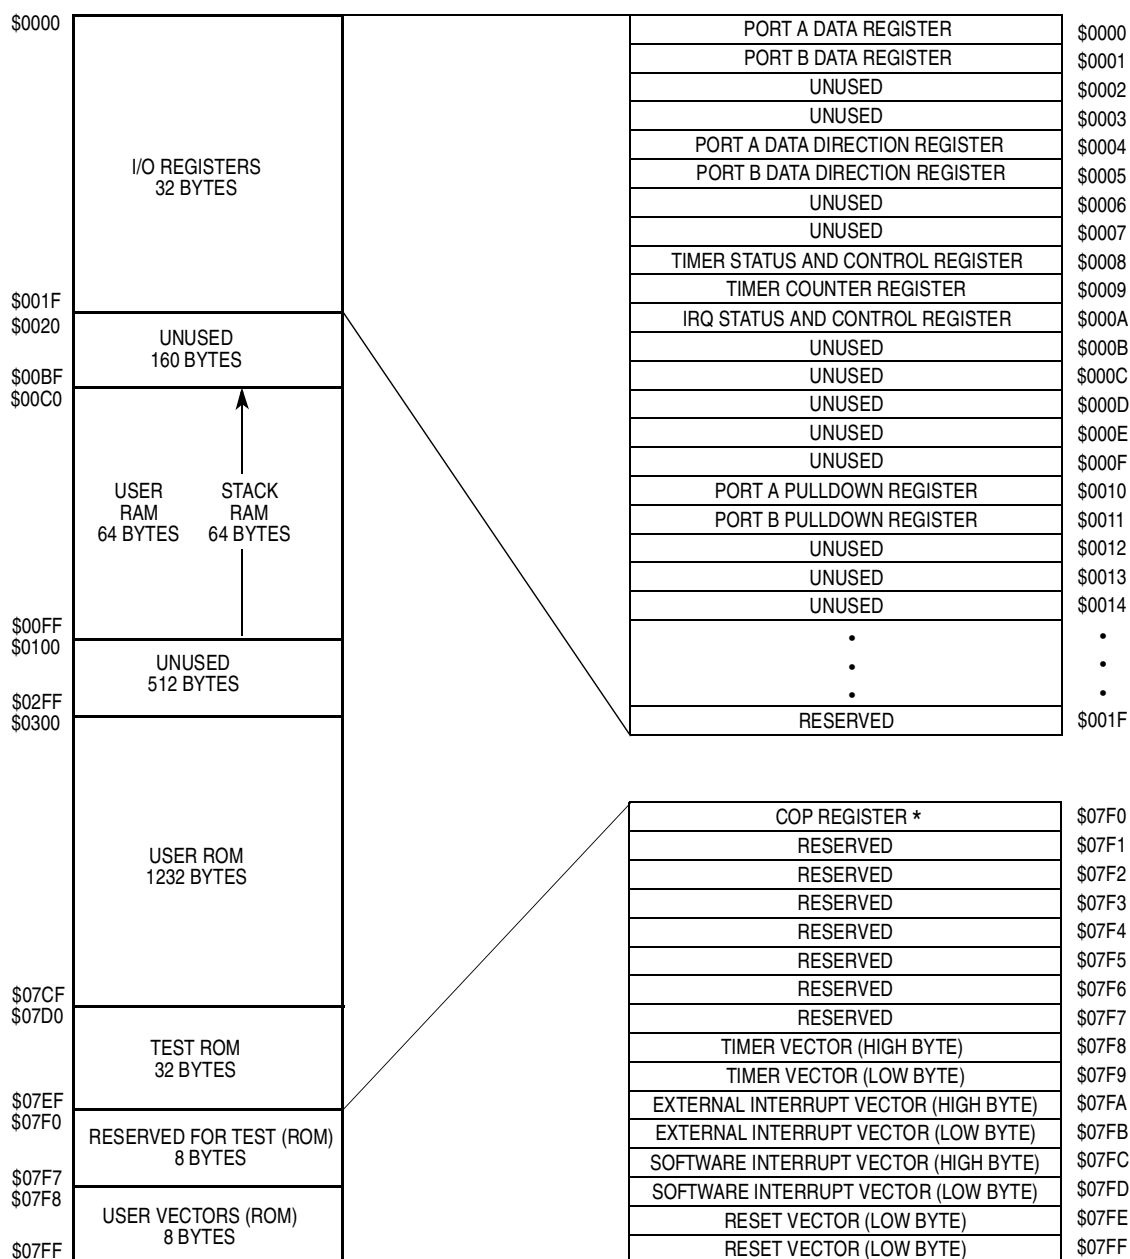 $0000
I/O REGISTERS
32 BYTES
$001F
$0020
UNUSED
160 BYTES
$00BF
$00C0
USER
RAM
64 BYTES
STACK
RAM
64 BYTES
$00FF
$0100
UNUSED
512 BYTES
$02FF
$0300
USER ROM
1232 BYTES
$07CF
$07D0
TEST ROM
32 BYTES
$07EF
$07F0
RESERVED FOR TEST (ROM)
8 BYTES
$07F7
$07F8
USER VECTORS (ROM)
8 BYTES
$07FF
PORT A DATA REGISTER $0000
PORT B DATA REGISTER $0001
UNUSED $0002
UNUSED $0003
PORT A DATA DIRECTION REGISTER $0004
PORT B DATA DIRECTION REGISTER $0005
UNUSED $0006
UNUSED $0007
TIMER STATUS AND CONTROL REGISTER $0008
TIMER COUNTER REGISTER $0009
IRQ STATUS AND CONTROL REGISTER $000A
UNUSED $000B
UNUSED $000C
UNUSED $000D
UNUSED $000E
UNUSED $000F
PORT A PULLDOWN REGISTER $0010
PORT B PULLDOWN REGISTER $0011
UNUSED $0012
UNUSED $0013
UNUSED $0014
• •
• •
• •
RESERVED $001F
COP REGISTER * $07F0
RESERVED $07F1
RESERVED $07F2
RESERVED $07F3
RESERVED $07F4
RESERVED $07F5
RESERVED $07F6
RESERVED $07F7
TIMER VECTOR (HIGH BYTE) $07F8
TIMER VECTOR (LOW BYTE) $07F9
EXTERNAL INTERRUPT VECTOR (HIGH BYTE) $07FA
EXTERNAL INTERRUPT VECTOR (LOW BYTE) $07FB
SOFTWARE INTERRUPT VECTOR (HIGH BYTE) $07FC
SOFTWARE INTERRUPT VECTOR (LOW BYTE) $07FD
RESET VECTOR (LOW BYTE) $07FE
RESET VECTOR (LOW BYTE) $07FF